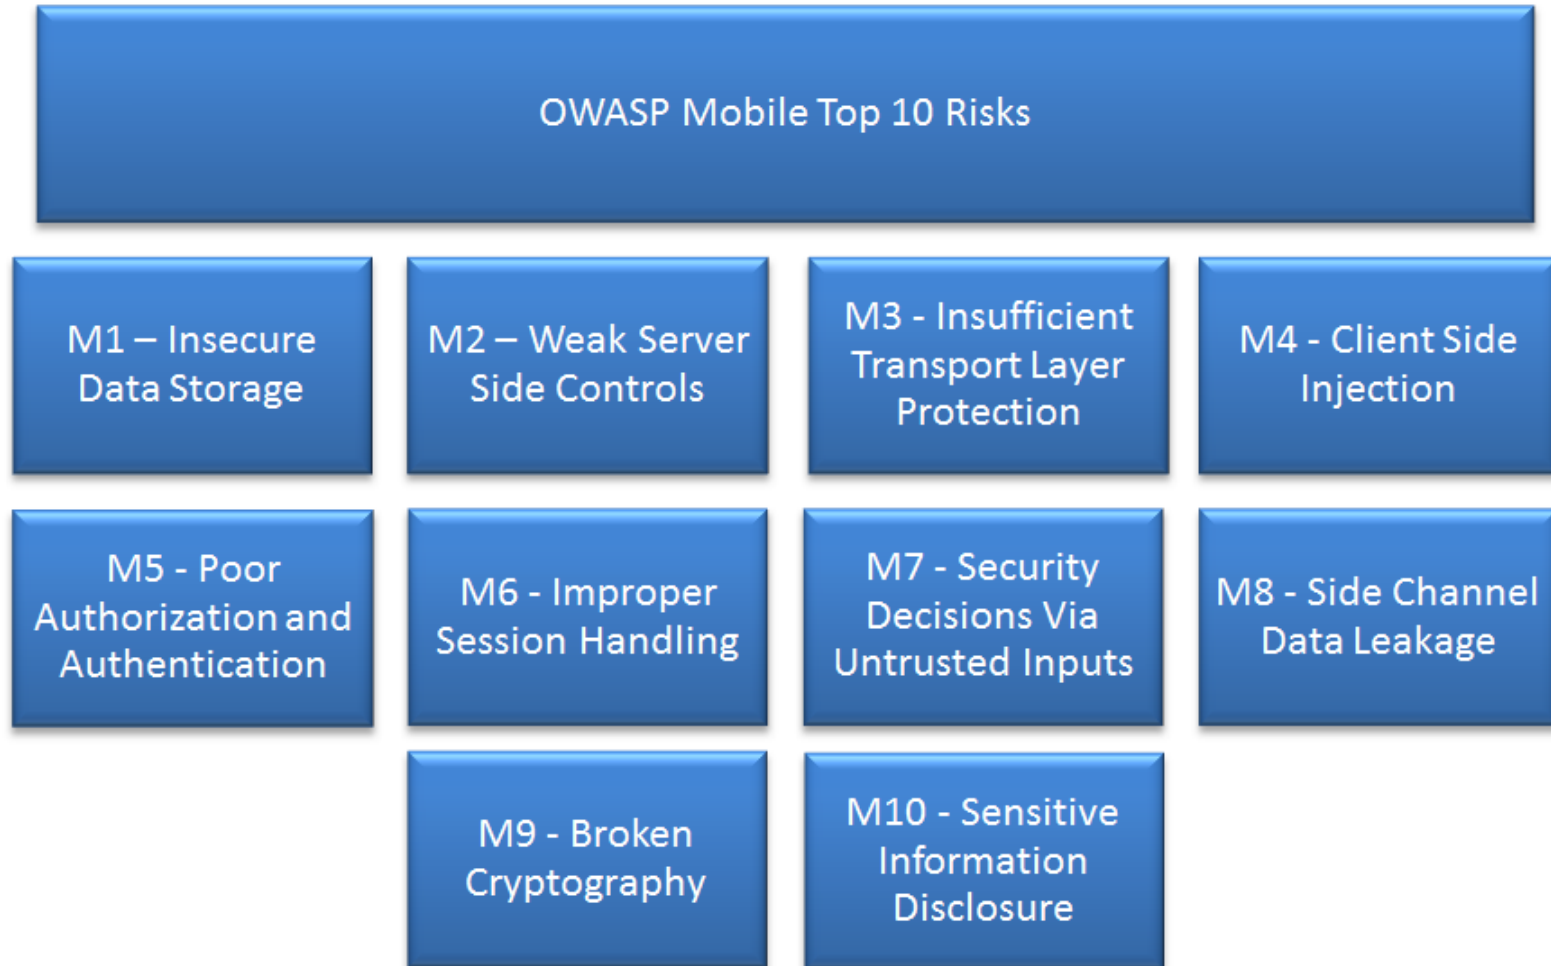 OWASP Mobile Top 10 Risks
M1 – Insecure
Data Storage
M2 – Weak Server
Side Controls
M3 - Insufficient
Transport Layer
Protection
M4 - Client Side
Injection
M5 - Poor
Authorization and
Authentication
M6 - Improper
Session Handling
M7 - Security
Decisions Via
Untrusted Inputs
M8 - Side Channel
Data Leakage
M9 - Broken
Cryptography
M10 - Sensitive
Information
Disclosure